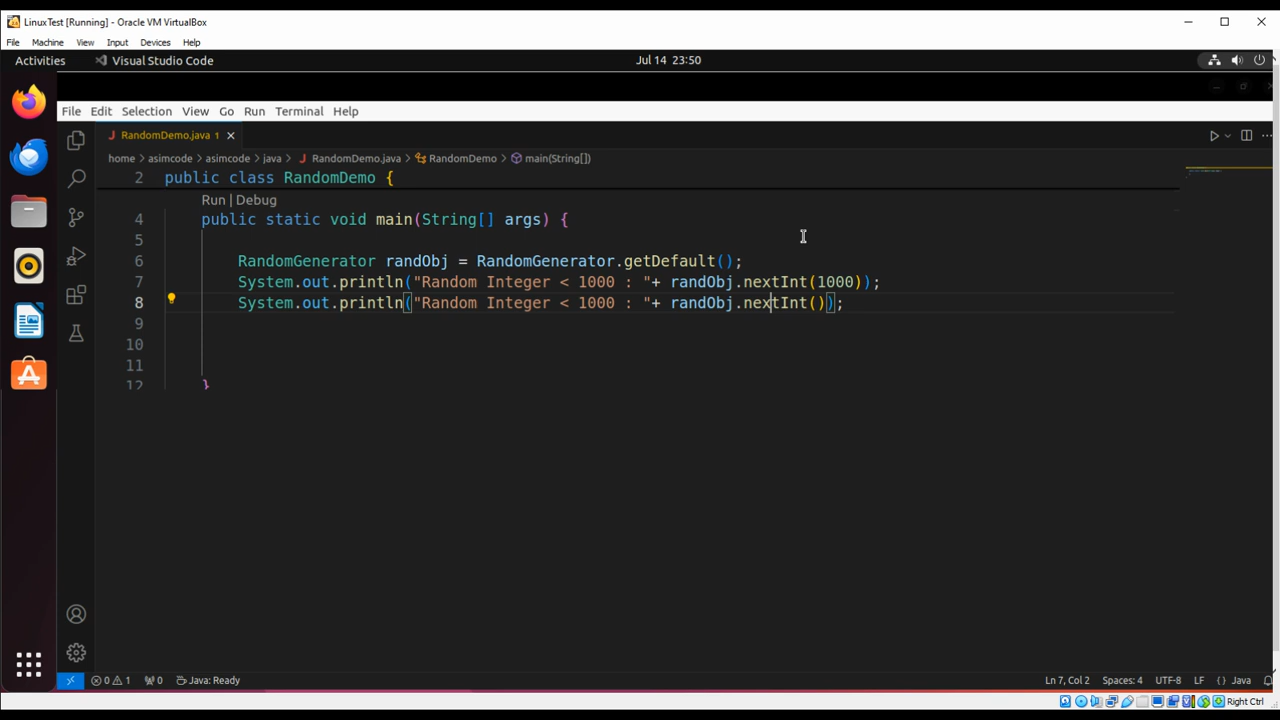 LinuxTest [Running] - Oracle VM VirtualBox
File Machine View Input Devices Help
Activities Visual Studio Code Jul 14 23:50
File Edit Selection View Go Run Terminal Help
J RandomDemo.java 1
home > asimcode > asimcode > java > J RandomDemo.java > RandomDemo > main(String[])
2 public class RandomDemo {
Run | Debug
4 public static void main(String[] args) {
5
6 RandomGenerator randObj = RandomGenerator.getDefault();
7 System.out.println("Random Integer < 1000 : "+ randObj.nextInt(1000));
8 System.out.println("Random Integer < 1000 : "+ randObj.nextInt());
9
10
11
12 }
0 1 0 Java: Ready Ln 7, Col 2 Spaces: 4 UTF-8 LF {} Java
Right Ctrl